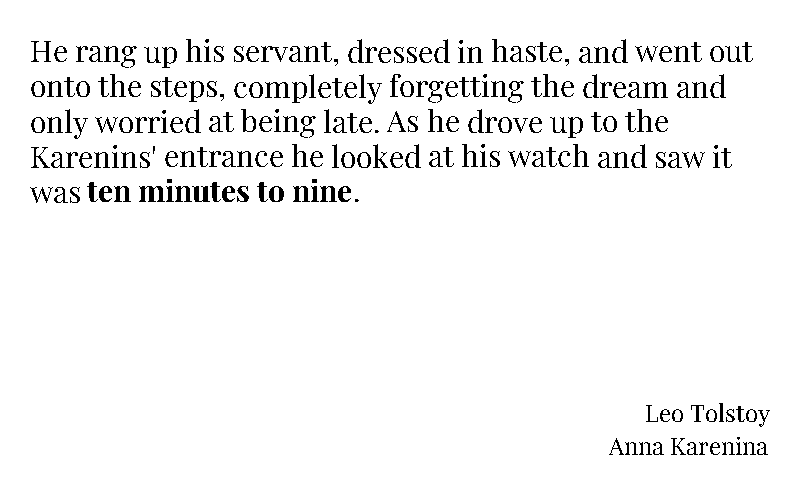 He rang up his servant, dressed in haste, and went out
onto the steps, completely forgetting the dream and
only worried at being late. As he drove up to the
Karenins' entrance he looked at his watch and saw it
was ten minutes to nine.
Leo Tolstoy
Anna Karenina